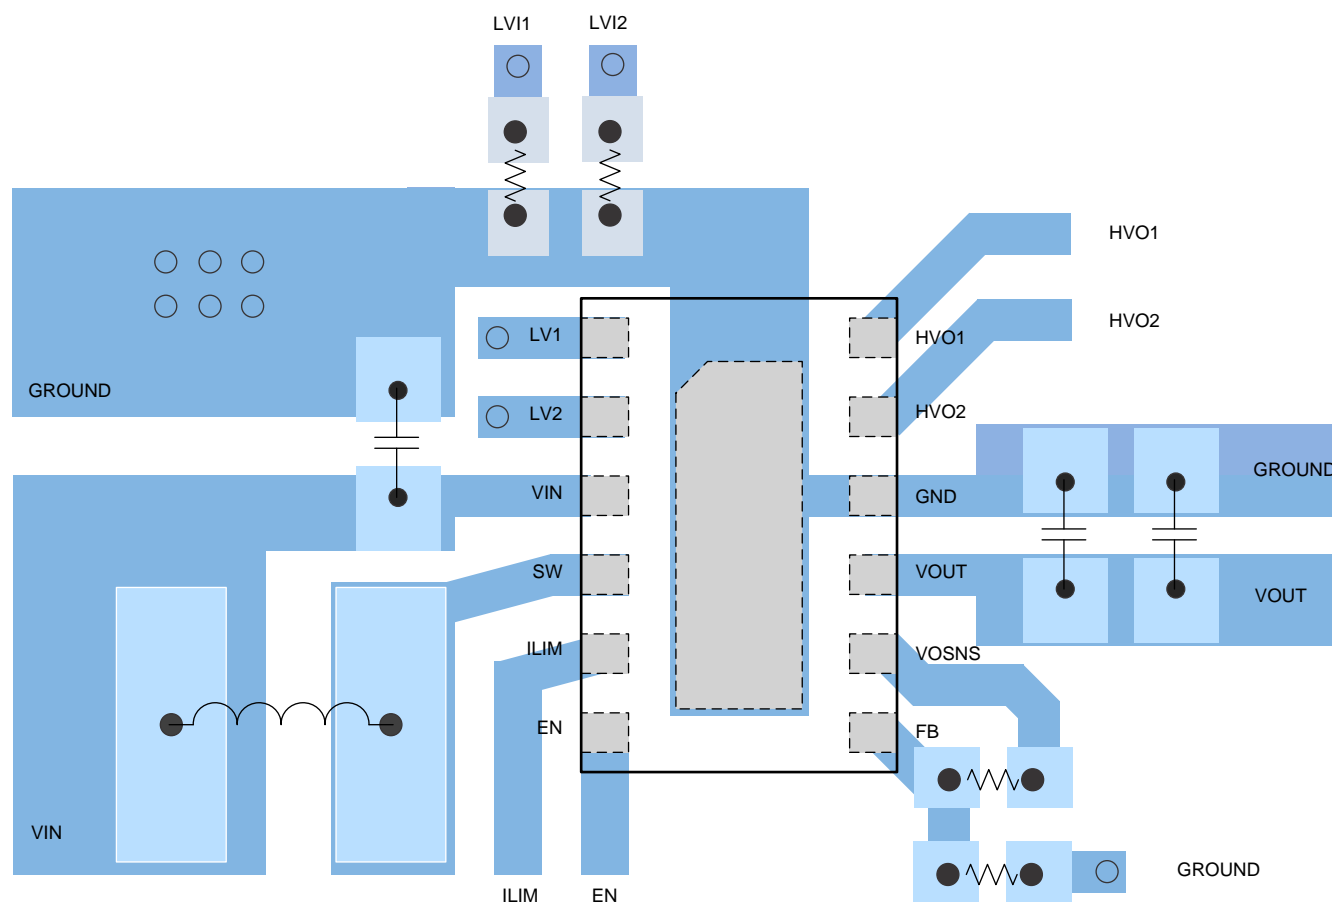 LVI1
LVI2
HVO1
HVO2
LV1
HVO1
GROUND
LV2
HVO2
GROUND
VIN
GND
SW
VOUT
VOUT
ILIM
VOSNS
EN
FB
VIN
GROUND
ILIM
EN